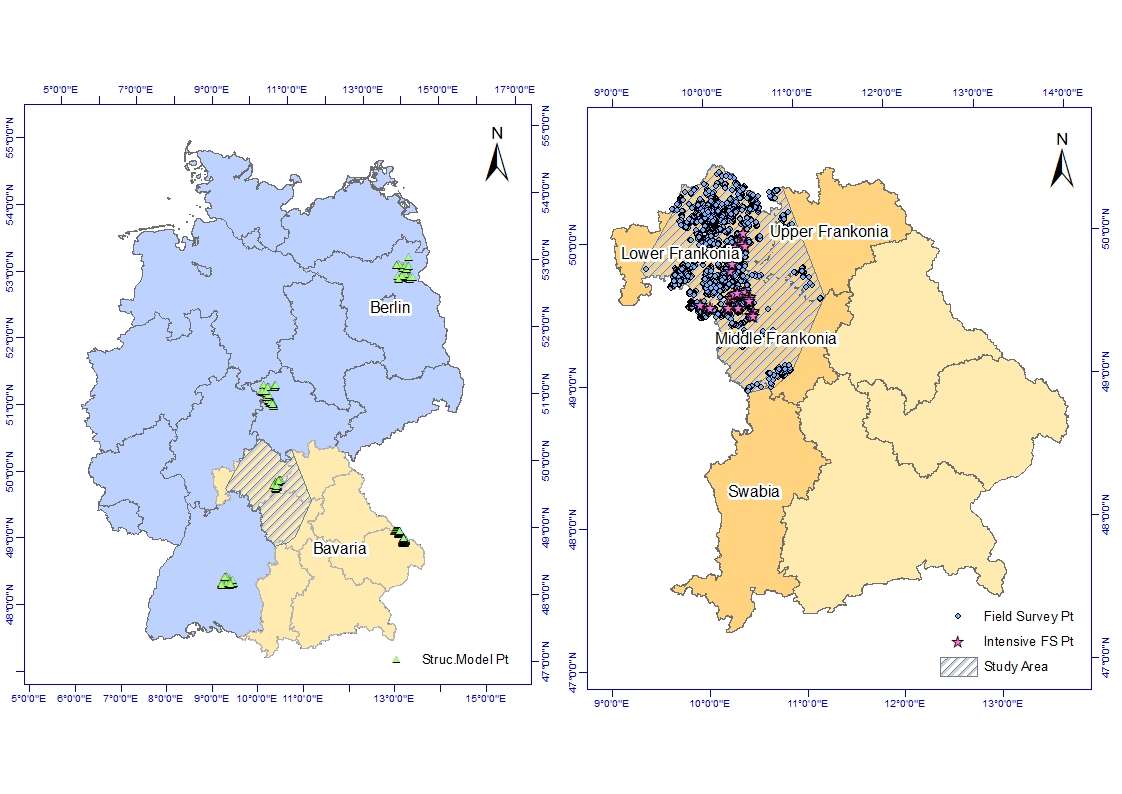 5°0'0"E 7°0'0"E 9°0'0"E 11°0'0"E 13°0'0"E 15°0'0"E 17°0'0"E
N
55°0'0"N
54°0'0"N
53°0'0"N
52°0'0"N
51°0'0"N
50°0'0"N
49°0'0"N
48°0'0"N
55°0'0"N
54°0'0"N
53°0'0"N
52°0'0"N
51°0'0"N
50°0'0"N
49°0'0"N
48°0'0"N
47°0'0"N
Berlin
Bavaria
Struc.Model Pt
5°0'0"E 6°0'0"E 7°0'0"E 8°0'0"E 9°0'0"E 10°0'0"E 11°0'0"E 13°0'0"E 15°0'0"E
9°0'0"E 10°0'0"E 11°0'0"E 12°0'0"E 13°0'0"E 14°0'0"E
N
50°0'0"N
49°0'0"N
48°0'0"N
47°0'0"N
50°0'0"N
49°0'0"N
48°0'0"N
47°0'0"N
Upper Frankonia
Lower Frankonia
Middle Frankonia
Swabia
Field Survey Pt
Intensive FS Pt
Study Area
9°0'0"E 10°0'0"E 11°0'0"E 12°0'0"E 13°0'0"E